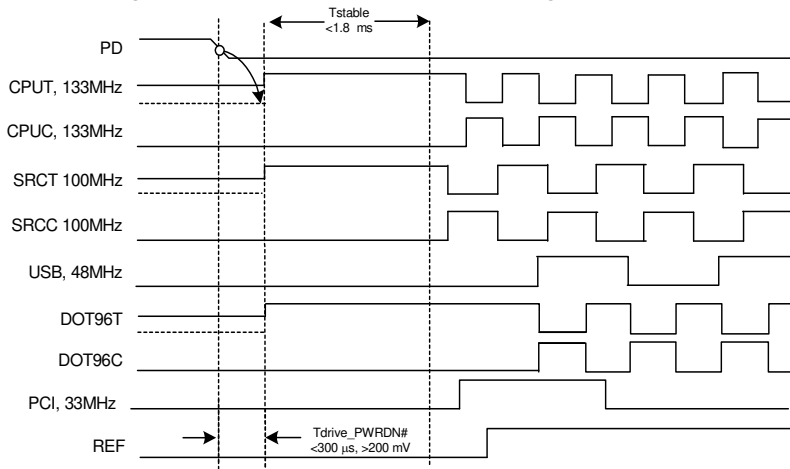 Tstable
<1.8 ms
PD
CPUT, 133MHz
CPUC, 133MHz
SRCT 100MHz
SRCC 100MHz
USB, 48MHz
DOT96T
DOT96C
PCI, 33MHz
Tdrive_PWRDN#
<300 μs, >200 mV
REF